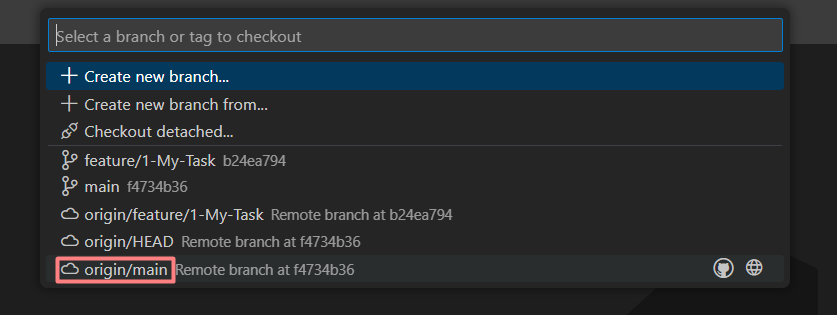 Select a branch or tag to checkout
Create new branch...
Create new branch from...
Checkout detached...
feature/1-My-Task b24ea794
main f4734b36
origin/feature/1-My-Task Remote branch at b24ea794
origin/HEAD Remote branch at f4734b36
origin/main Remote branch at f4734b36